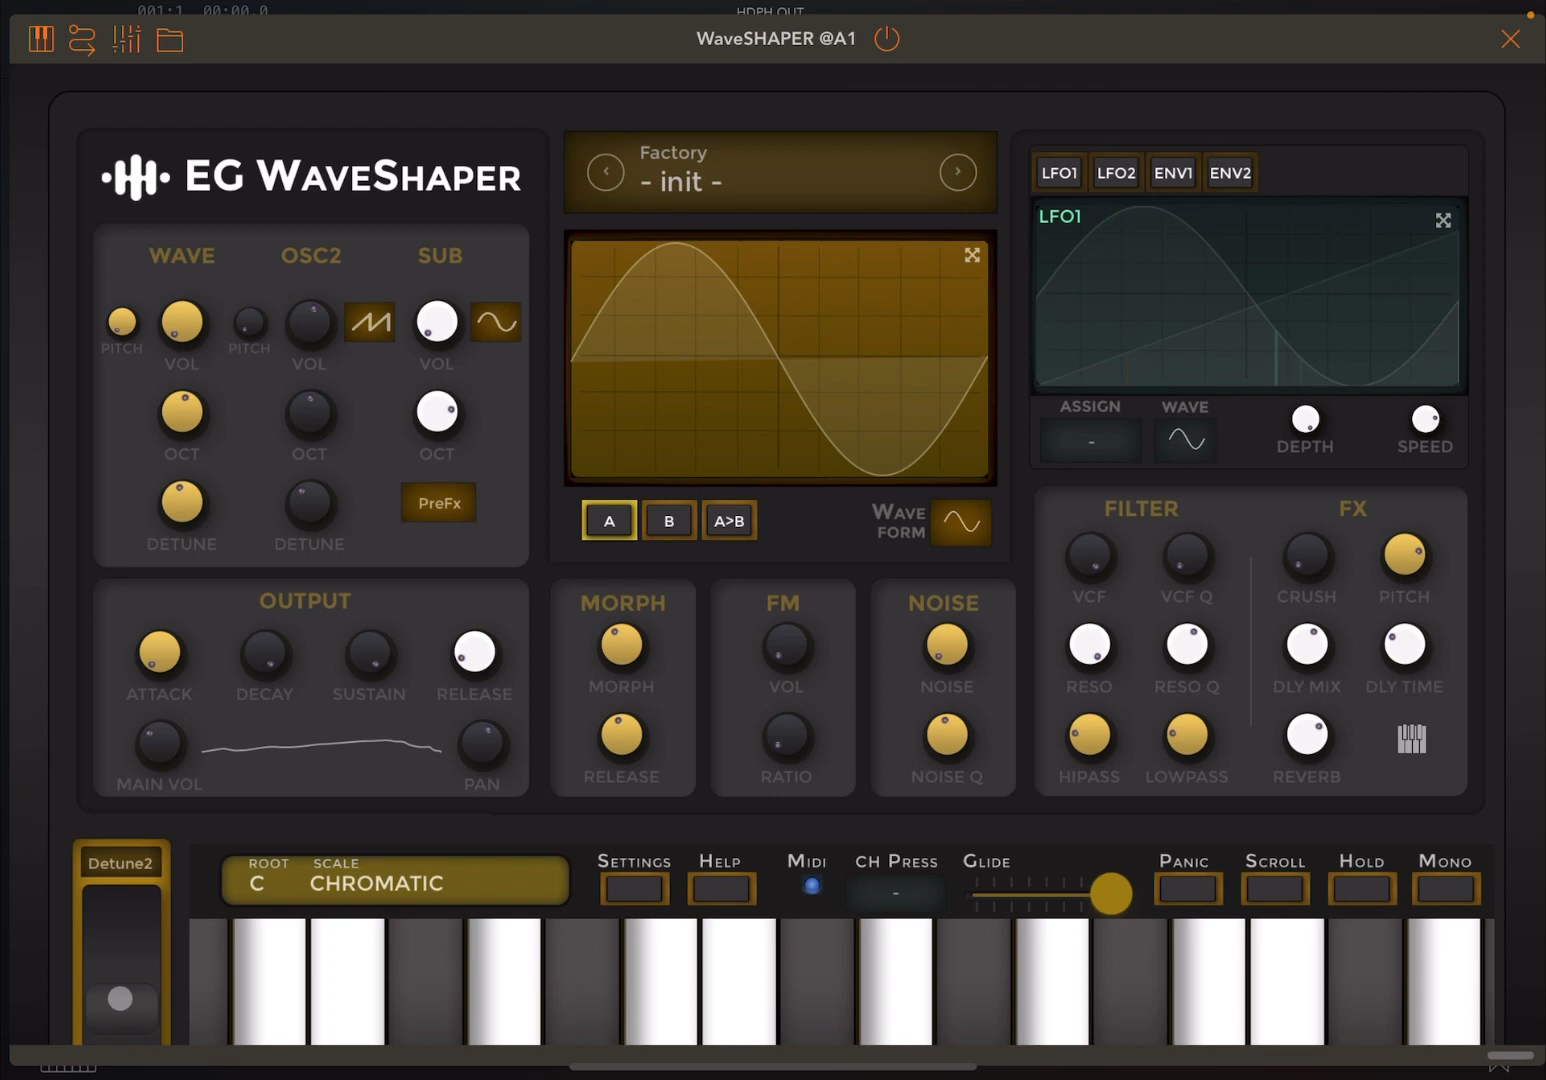 001:1 00:00.0
HDPH OUT
WaveSHAPER @A1
EG WAVESHAPER
WAVE OSC2 SUB
PITCH VOL PITCH VOL VOL
OCT OCT OCT
DETUNE DETUNE PreFx
Factory
- init -
A B A>B
WAVE
FORM
LFO1 LFO2 ENV1 ENV2
LFO1
ASSIGN WAVE
-
DEPTH SPEED
OUTPUT
ATTACK DECAY SUSTAIN RELEASE
MAIN VOL PAN
MORPH
MORPH
RELEASE
FM
VOL
RATIO
NOISE
NOISE
NOISE Q
FILTER FX
VCF VCF Q CRUSH PITCH
RESO RESO Q DLY MIX DLY TIME
HIPASS LOWPASS REVERB
Detune2
ROOT SCALE
C CHROMATIC
SETTINGS HELP MIDI CH PRESS GLIDE PANIC SCROLL HOLD MONO
-